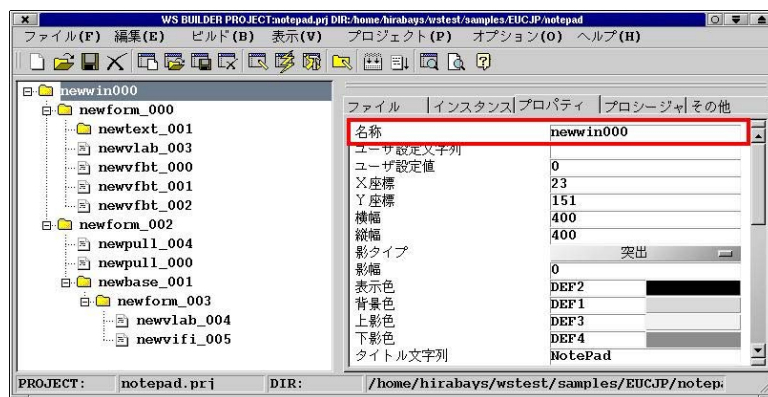 WS BUILDER PROJECT:notepad.prj DIR:/home/hirabays/wstest/samples/EUCJP/notepad
ファイル(F) 編集(E) ビルド(B) 表示(V) プロジェクト(P) オプション(O) ヘルプ(H)
newwin000
newform_000
newtext_001
newvlab_003
newvfbt_000
newvfbt_001
newvfbt_002
newform_002
newpull_004
newpull_000
newbase_001
newform_003
newvlab_004
newvifi_005
ファイル インスタンス プロパティ プロシージャ その他
名称 newwin000
ユーザ設定文字列
ユーザ設定値 0
X座標 23
Y座標 151
横幅 400
縦幅 400
影タイプ 突出
影幅 0
表示色 DEF2
背景色 DEF1
上影色 DEF3
下影色 DEF4
タイトル文字列 NotePad
PROJECT: notepad.prj DIR: /home/hirabays/wstest/samples/EUCJP/notep